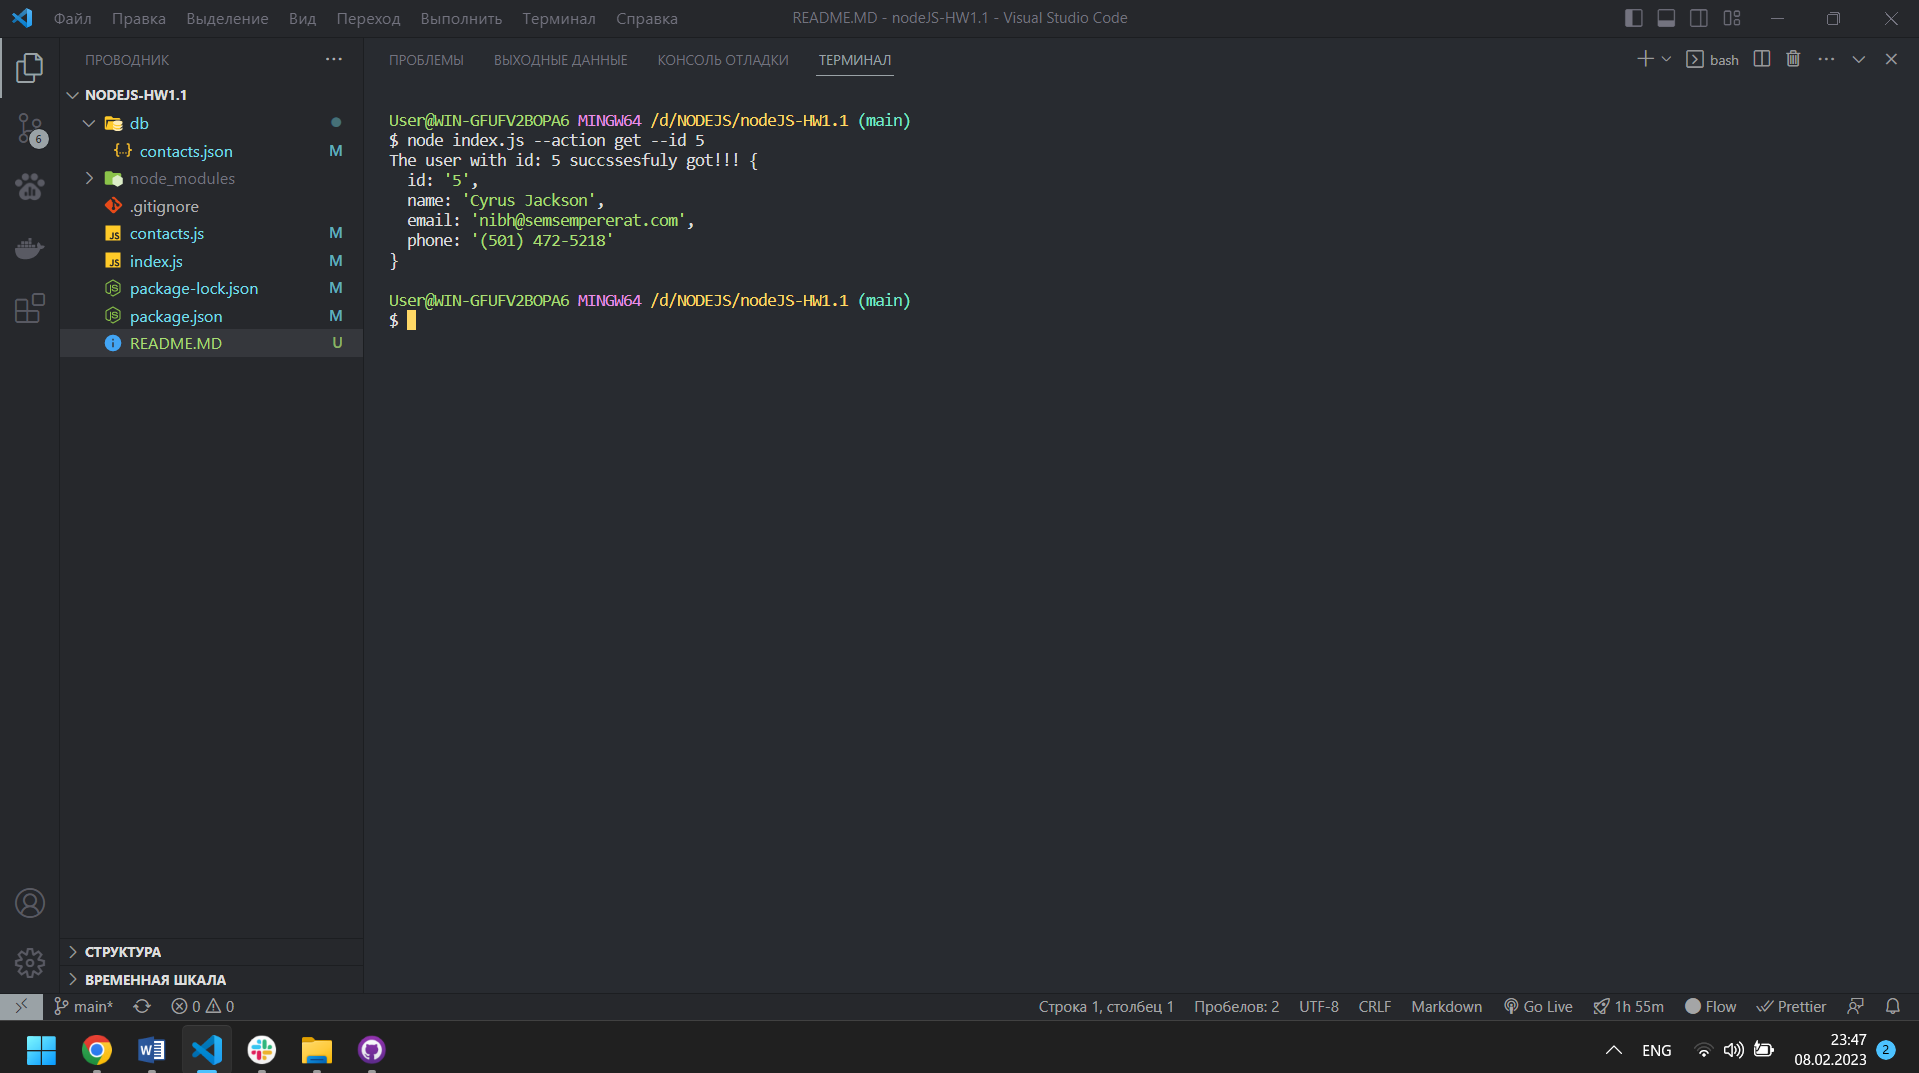 Файл Правка Выделение Вид Переход Выполнить Терминал Справка README.MD - nodeJS-HW1.1 - Visual Studio Code
ПРОВОДНИК
ПРОБЛЕМЫ ВЫХОДНЫЕ ДАННЫЕ КОНСОЛЬ ОТЛАДКИ ТЕРМИНАЛ bash
NODEJS-HW1.1
db
contacts.json M
node_modules
.gitignore
contacts.js M
index.js M
package-lock.json M
package.json M
README.MD U
6
User@WIN-GFUFV2BOPA6 MINGW64 /d/NODEJS/nodeJS-HW1.1 (main)
$ node index.js --action get --id 5
The user with id: 5 succssesfuly got!!! {
id: '5',
name: 'Cyrus Jackson',
email: 'nibh@semsempererat.com',
phone: '(501) 472-5218'
}
User@WIN-GFUFV2BOPA6 MINGW64 /d/NODEJS/nodeJS-HW1.1 (main)
$
СТРУКТУРА
ВРЕМЕННАЯ ШКАЛА
main* 0 0 Строка 1, столбец 1 Пробелов: 2 UTF-8 CRLF Markdown Go Live 1h 55m Flow Prettier
ENG 23:47
08.02.2023 2